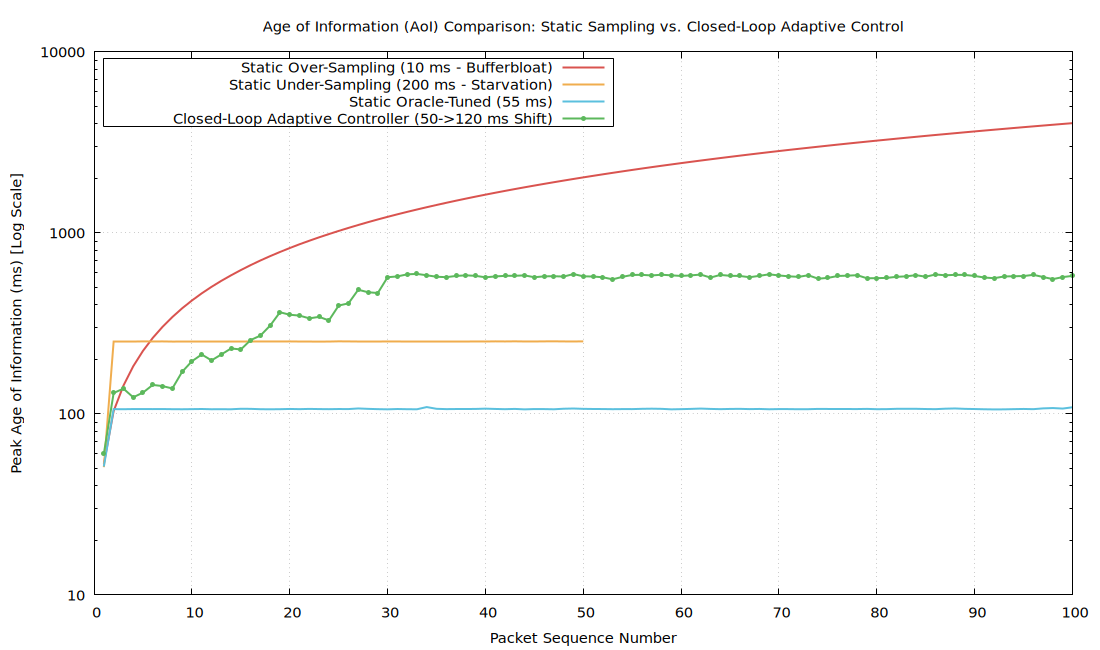 Age of Information (AoI) Comparison: Static Sampling vs. Closed-Loop Adaptive Control
Static Over-Sampling (10 ms - Bufferbloat)
Static Under-Sampling (200 ms - Starvation)
Static Oracle-Tuned (55 ms)
Closed-Loop Adaptive Controller (50->120 ms Shift)
Peak Age of Information (ms) [Log Scale]
10000
1000
100
10
0 10 20 30 40 50 60 70 80 90 100
Packet Sequence Number